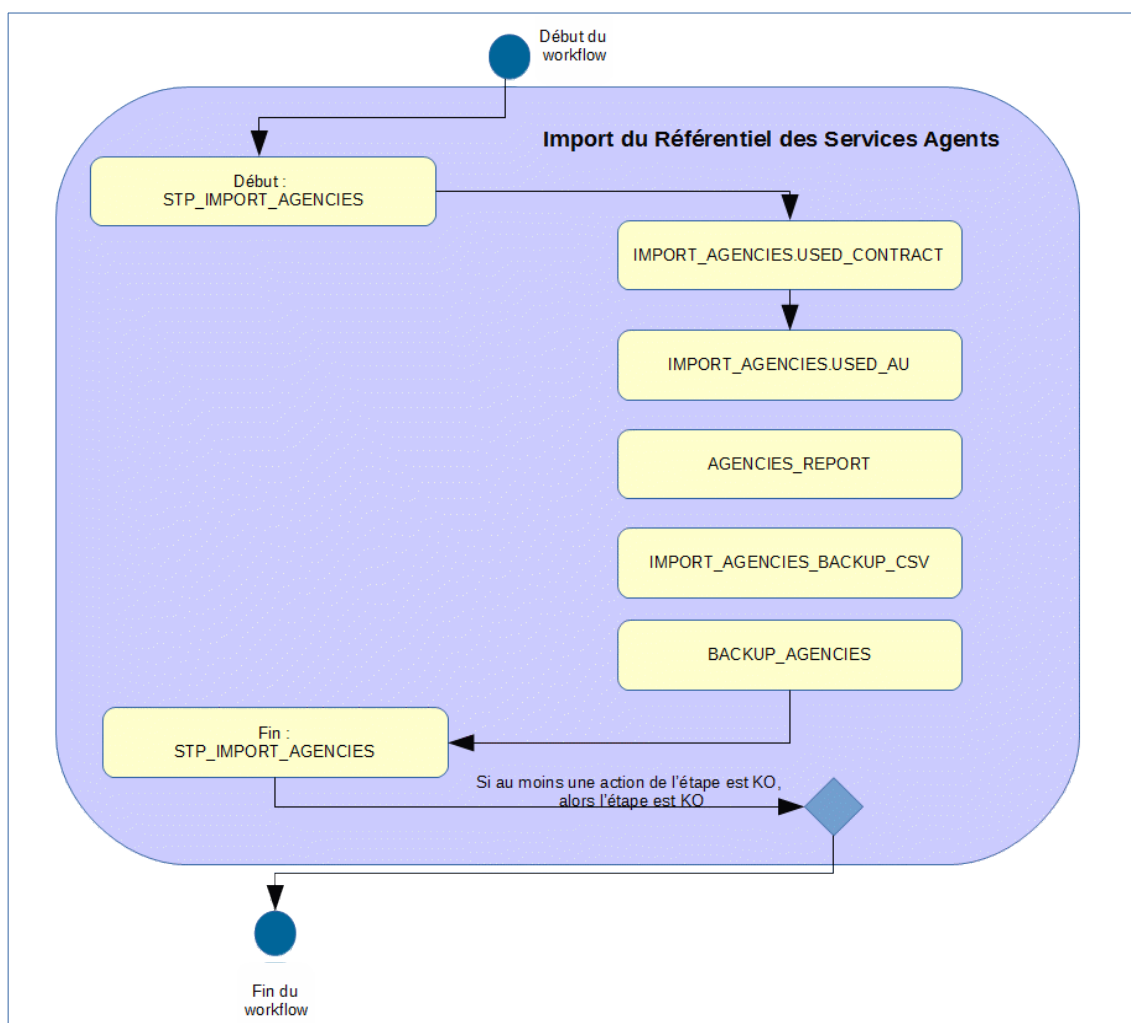 Début du
workflow
Import du Référentiel des Services Agents
Début :
STP_IMPORT_AGENCIES
IMPORT_AGENCIES.USED_CONTRACT
IMPORT_AGENCIES.USED_AU
AGENCIES_REPORT
IMPORT_AGENCIES_BACKUP_CSV
BACKUP_AGENCIES
Fin :
STP_IMPORT_AGENCIES
Si au moins une action de l'étape est KO,
alors l'étape est KO
Fin du
workflow